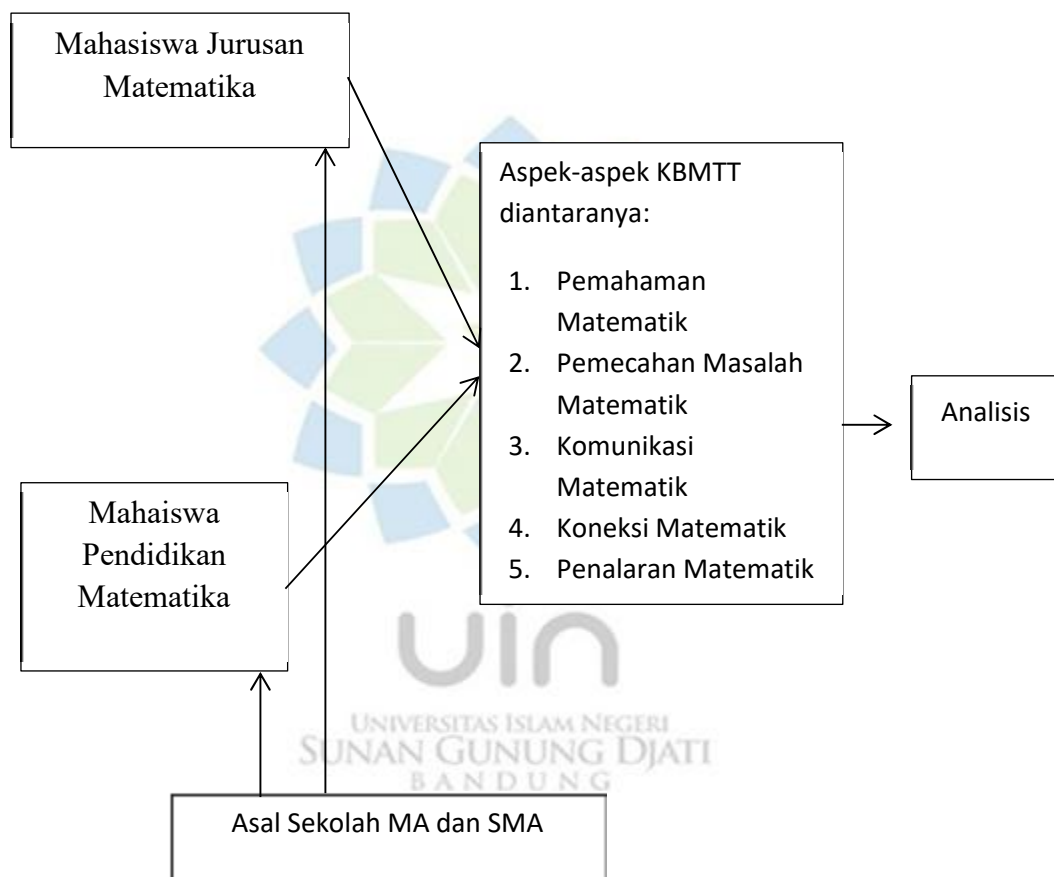 Mahasiswa Jurusan
Matematika
Aspek-aspek KBMTT
diantaranya:
1. Pemahaman
Matematik
2. Pemecahan Masalah
Matematik
3. Komunikasi
Matematik
4. Koneksi Matematik
5. Penalaran Matematik
Analisis
Mahaiswa
Pendidikan
Matematika
uin
UNIVERSITAS ISLAM NEGERI
SUNAN GUNUNG DJATI
BANDUNG
Asal Sekolah MA dan SMA